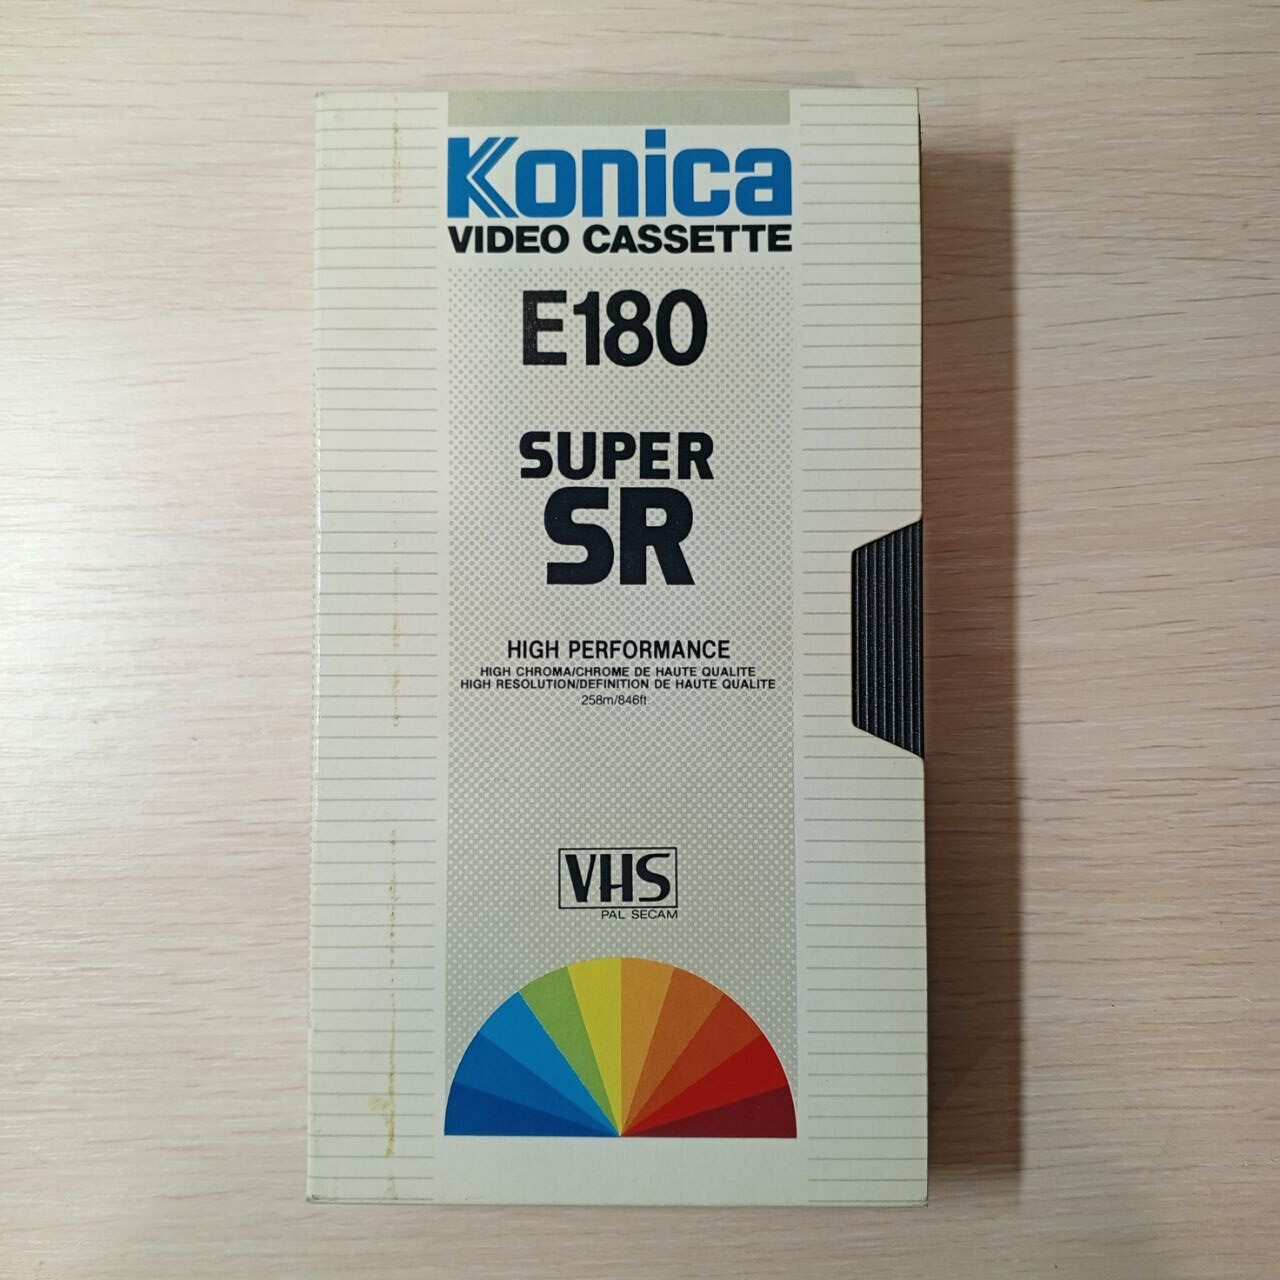 Konica
VIDEO CASSETTE
E180
SUPER
SR
HIGH PERFORMANCE
HIGH CHROMA/CHROME DE HAUTE QUALITE
HIGH RESOLUTION/DEFINITION DE HAUTE QUALITE
258m/846ft
VHS
PAL SECAM